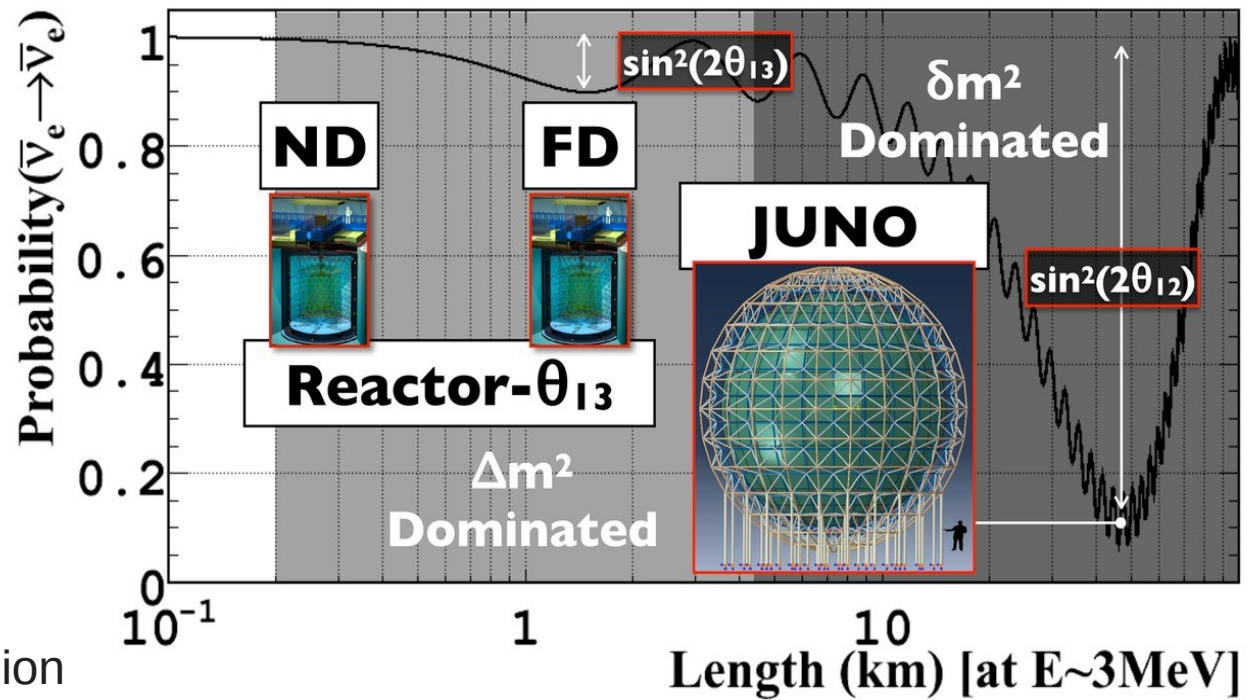 Probability(ν̄e→ν̄e)
1
0.8
0.6
0.4
0.2
0
sin²(2θ₁₃)
δm²
Dominated
ND
FD
JUNO
sin²(2θ₁₂)
Reactor-θ₁₃
Δm²
Dominated
10⁻¹
1
10
ion
Length (km) [at E~3MeV]